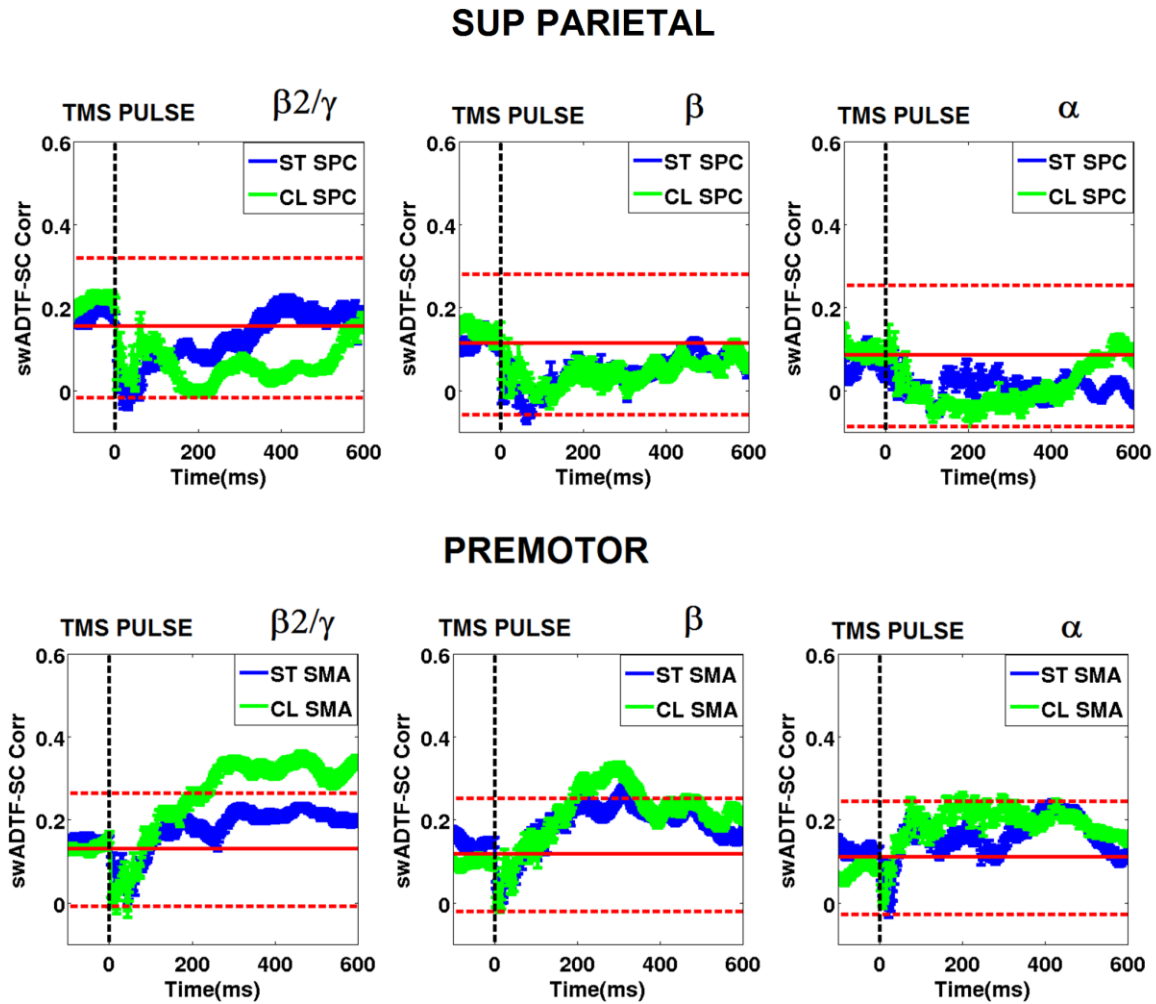 SUP PARIETAL
TMS PULSE β2/γ
TMS PULSE β
TMS PULSE α
0.6
0.4
0.2
0
swADTF-SC Corr
ST SPC
CL SPC
0 200 400 600
Time(ms)
0.6
0.4
0.2
0
swADTF-SC Corr
ST SPC
CL SPC
0 200 400 600
Time(ms)
0.6
0.4
0.2
0
swADTF-SC Corr
ST SPC
CL SPC
0 200 400 600
Time(ms)
PREMOTOR
TMS PULSE β2/γ
TMS PULSE β
TMS PULSE α
0.6
0.4
0.2
0
swADTF-SC Corr
ST SMA
CL SMA
0 200 400 600
Time(ms)
0.6
0.4
0.2
0
swADTF-SC Corr
ST SMA
CL SMA
0 200 400 600
Time(ms)
0.6
0.4
0.2
0
swADTF-SC Corr
ST SMA
CL SMA
0 200 400 600
Time(ms)